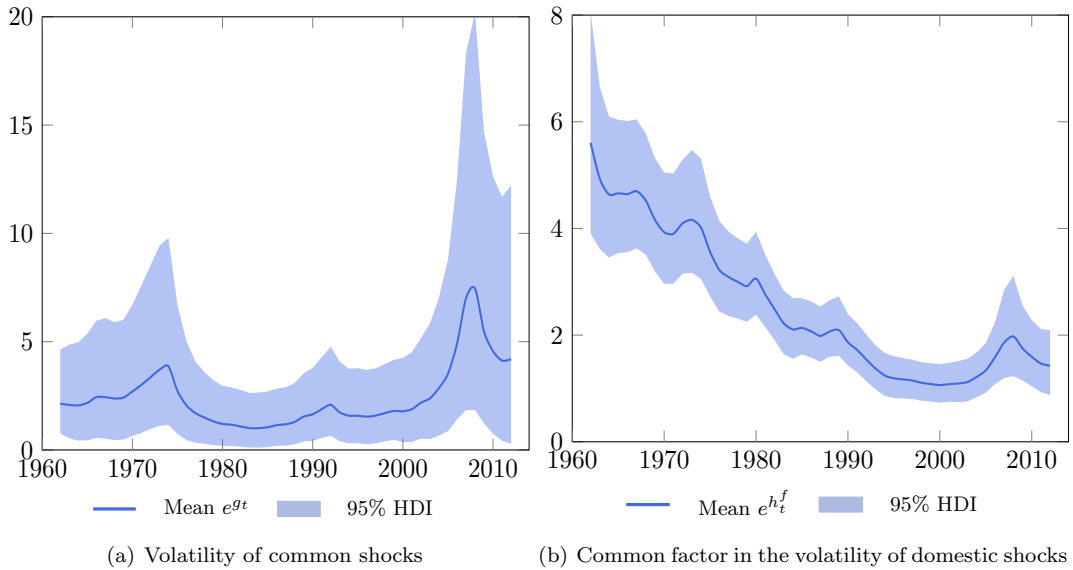 20
15
10
5
0
1960 1970 1980 1990 2000 2010
Mean e^{g_t} 95% HDI
(a) Volatility of common shocks
8
6
4
2
0
1960 1970 1980 1990 2000 2010
Mean e^{h_t^f} 95% HDI
(b) Common factor in the volatility of domestic shocks